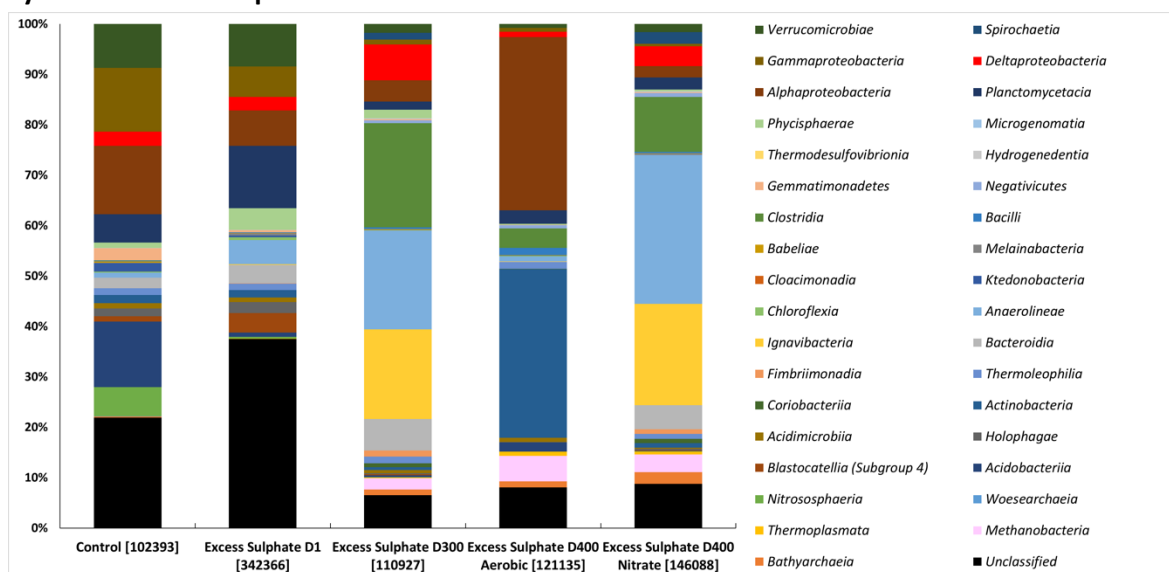 100%
90%
80%
70%
60%
50%
40%
30%
20%
10%
0%
Control [102393]
Excess Sulphate D1
[342366]
Excess Sulphate D300
[110927]
Excess Sulphate D400
Aerobic [121135]
Excess Sulphate D400
Nitrate [146088]
Verrucomicrobiae
Spirochaetia
Gammaproteobacteria
Deltaproteobacteria
Alphaproteobacteria
Planctomycetacia
Phycisphaerae
Microgenomatia
Thermodesulfovibrionia
Hydrogenedentia
Gemmatimonadetes
Negativicutes
Clostridia
Bacilli
Babeliae
Melainabacteria
Cloacimonadia
Ktedonobacteria
Chloroflexia
Anaerolineae
Ignavibacteria
Bacteroidia
Fimbriimonadia
Thermoleophilia
Coriobacteriia
Actinobacteria
Acidimicrobiia
Holophagae
Blastocatellia (Subgroup 4)
Acidobacteriia
Nitrososphaeria
Woesearchaeia
Thermoplasmata
Methanobacteria
Bathyarchaeia
Unclassified